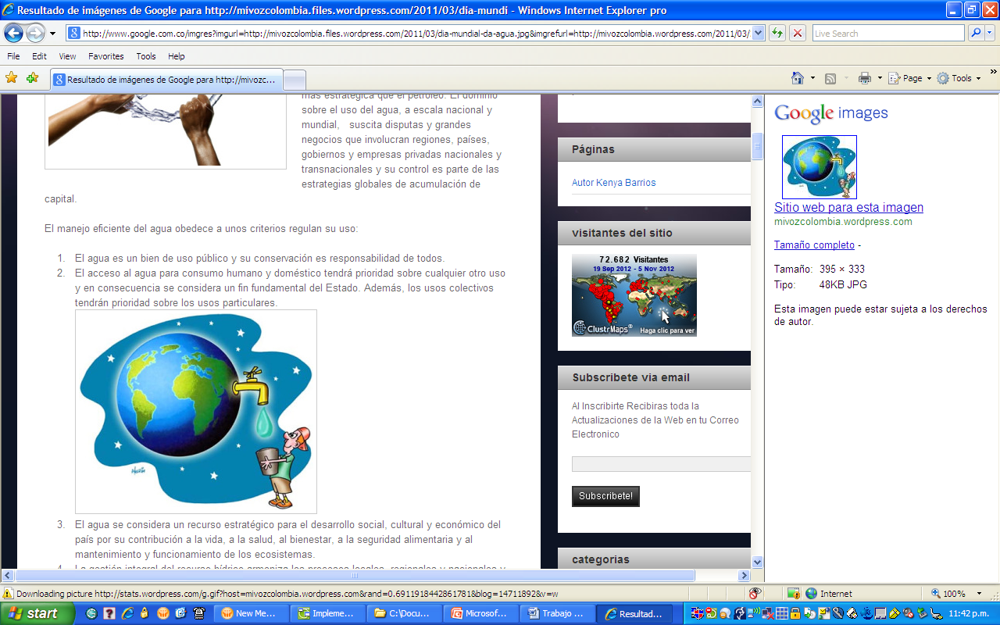 Resultado de imágenes de Google para http://mivozcolombia.files.wordpress.com/2011/03/dia-mundi - Windows Internet Explorer pro
http://www.google.com.co/imgres?imgurl=http://mivozcolombia.files.wordpress.com/2011/03/dia-mundial-da-agua.jpg&imgrefurl=http://mivozcolombia.wordpress.com/2011/03/
Live Search
File Edit View Favorites Tools Help
Resultado de imágenes de Google para http://mivozc...
Page Tools
más estratégica que el petróleo. El dominio
sobre el uso del agua, a escala nacional y
mundial, suscita disputas y grandes
negocios que involucran regiones, países,
gobiernos y empresas privadas nacionales y
transnacionales y su control es parte de las
estrategias globales de acumulación de
capital.
El manejo eficiente del agua obedece a unos criterios regulan su uso:
1. El agua es un bien de uso público y su conservación es responsabilidad de todos.
2. El acceso al agua para consumo humano y doméstico tendrá prioridad sobre cualquier otro uso
y en consecuencia se considera un fin fundamental del Estado. Además, los usos colectivos
tendrán prioridad sobre los usos particulares.
3. El agua se considera un recurso estratégico para el desarrollo social, cultural y económico del
país por su contribución a la vida, a la salud, al bienestar, a la seguridad alimentaria y al
mantenimiento y funcionamiento de los ecosistemas.
4. La gestión integral del recurso hídrico armoniza los procesos locales, regionales y nacionales y
Páginas
Autor Kenya Barrios
visitantes del sitio
72.682 Visitantes
19 Sep 2012 - 5 Nov 2012
ClustrMaps® Haga clic para ver
Subscribete via email
Al Inscribirte Recibiras toda la
Actualizaciones de la Web en tu Correo
Electronico
Subscribete!
categorias
Google images
Sitio web para esta imagen
mivozcolombia.wordpress.com
Tamaño completo -
Tamaño: 395 × 333
Tipo: 48KB JPG
Esta imagen puede estar sujeta a los derechos
de autor.
Downloading picture http://stats.wordpress.com/g.gif?host=mivozcolombia.wordpress.com&rand=0.6911918442861781&blog=14711892&v=w
Internet
100%
start
New Me...
Impleme...
C:\Docu...
Microsof...
Trabajo ...
Resultad...
11:42 p.m.